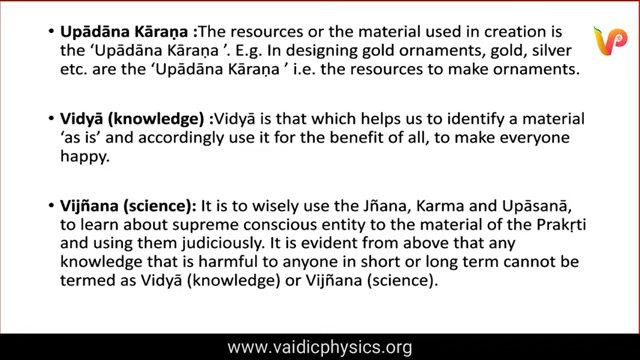 • Upādāna Kāraṇa :The resources or the material used in creation is
the ‘Upādāna Kāraṇa ’. E.g. In designing gold ornaments, gold, silver
etc. are the ‘Upādāna Kāraṇa ’ i.e. the resources to make ornaments.
• Vidyā (knowledge) :Vidyā is that which helps us to identify a material
‘as is’ and accordingly use it for the benefit of all, to make everyone
happy.
• Vijñana (science): It is to wisely use the Jñana, Karma and Upāsanā,
to learn about supreme conscious entity to the material of the Prakṛti
and using them judiciously. It is evident from above that any
knowledge that is harmful to anyone in short or long term cannot be
termed as Vidyā (knowledge) or Vijñana (science).
www.vaidicphysics.org